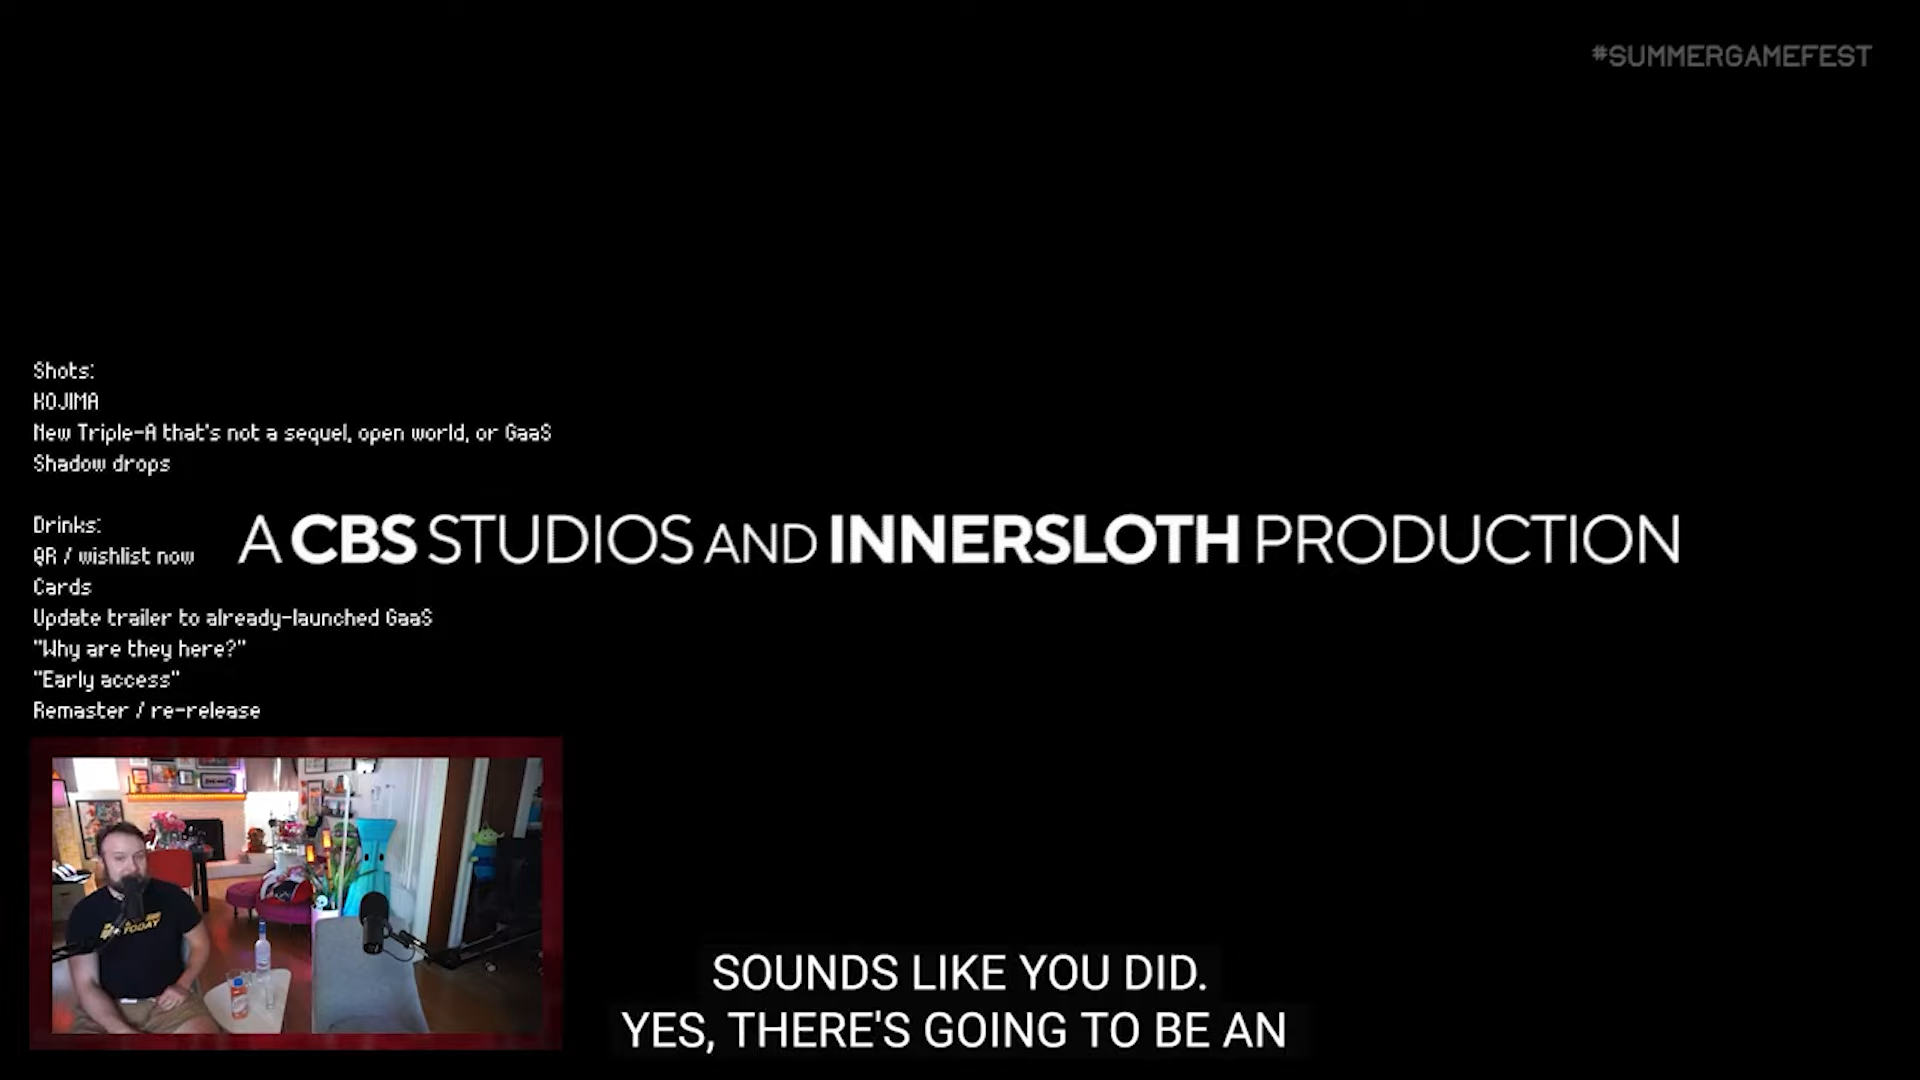 #SUMMERGAMEFEST
Shots:
KOJIMA
New Triple-A that's not a sequel, open world, or GaaS
Shadow drops
Drinks:
QR / wishlist now
Cards
Update trailer to already-launched GaaS
"Why are they here?"
"Early access"
Remaster / re-release
A CBS STUDIOS AND INNERSLOTH PRODUCTION
TODAY
SOUNDS LIKE YOU DID.
YES, THERE'S GOING TO BE AN